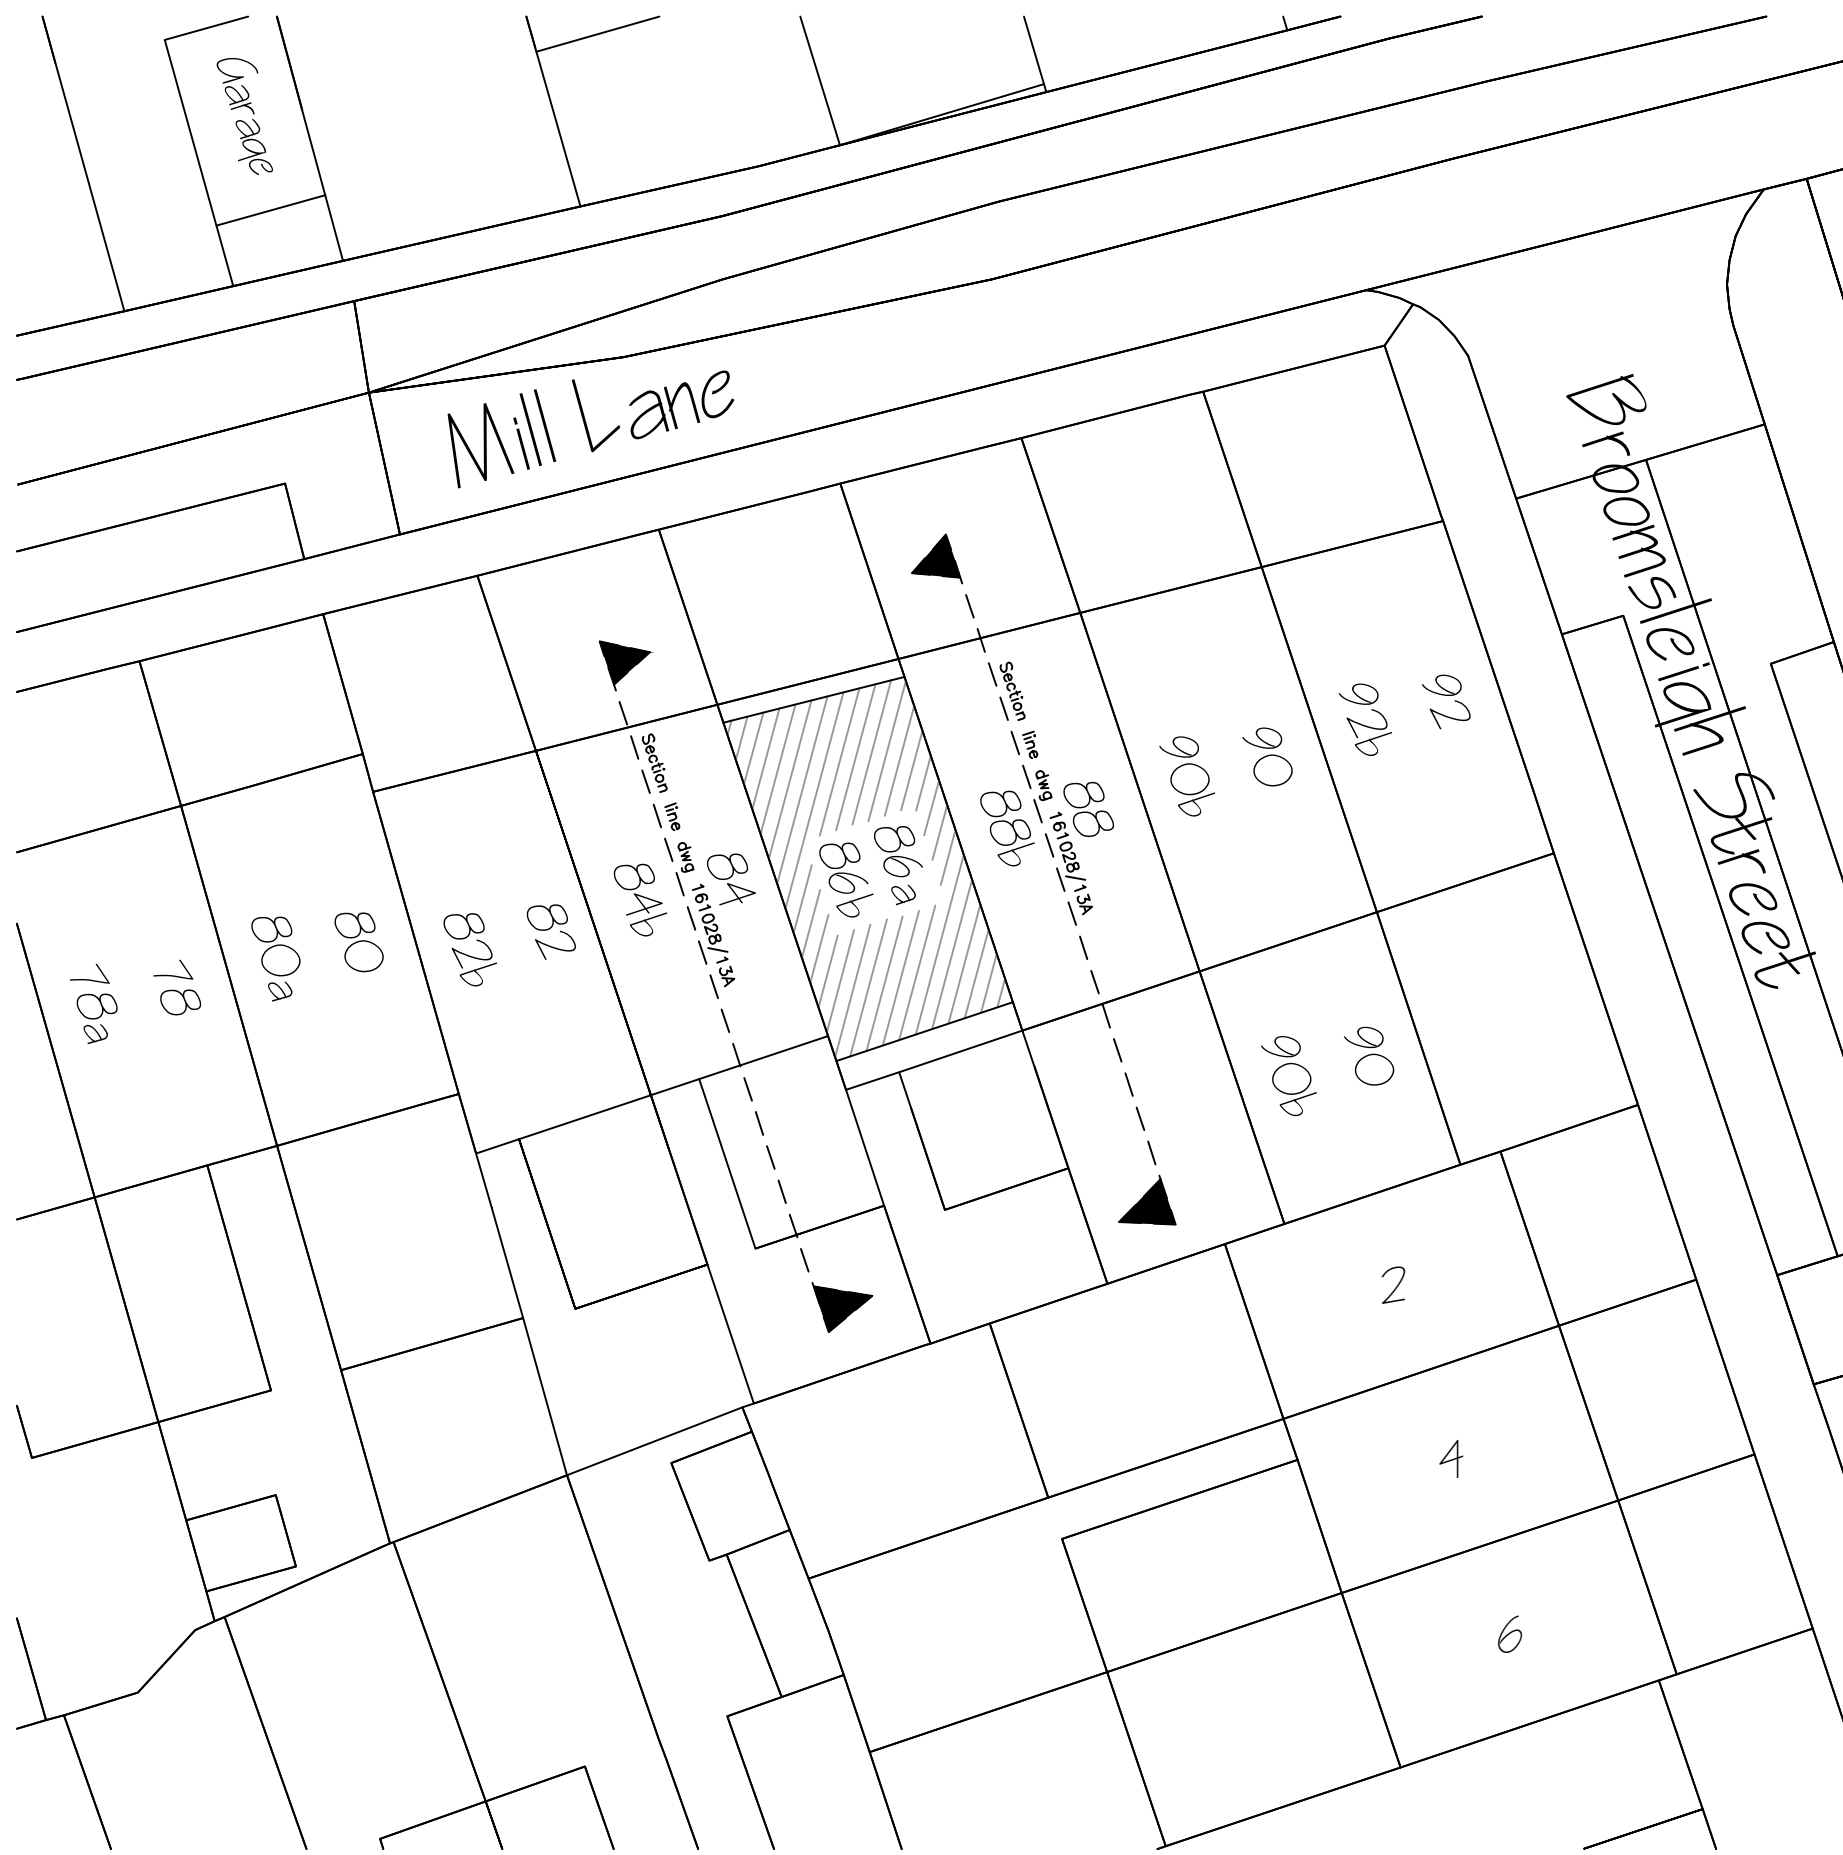 Garage
Mill Lane
Broomsleigh Street
Section line dwg 161028/13A
Section line dwg 161028/13A
92
92b
90
90b
88
88b
86a
86b
84
84b
82
82b
80
80a
78
78a
90
90b
2
4
6